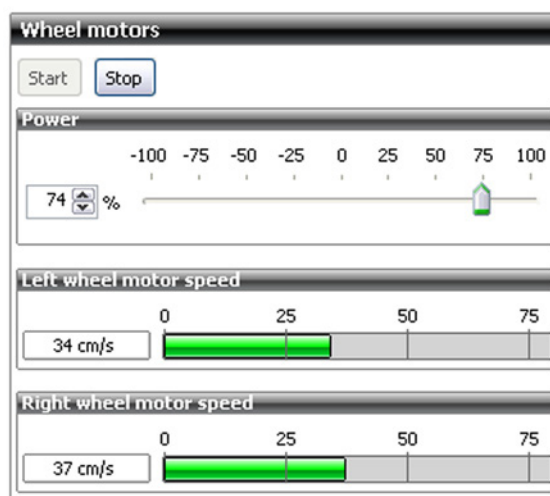 Wheel motors
Start Stop
Power
-100 -75 -50 -25 0 25 50 75 100
74 %
Left wheel motor speed
0 25 50 75
34 cm/s
Right wheel motor speed
0 25 50 75
37 cm/s